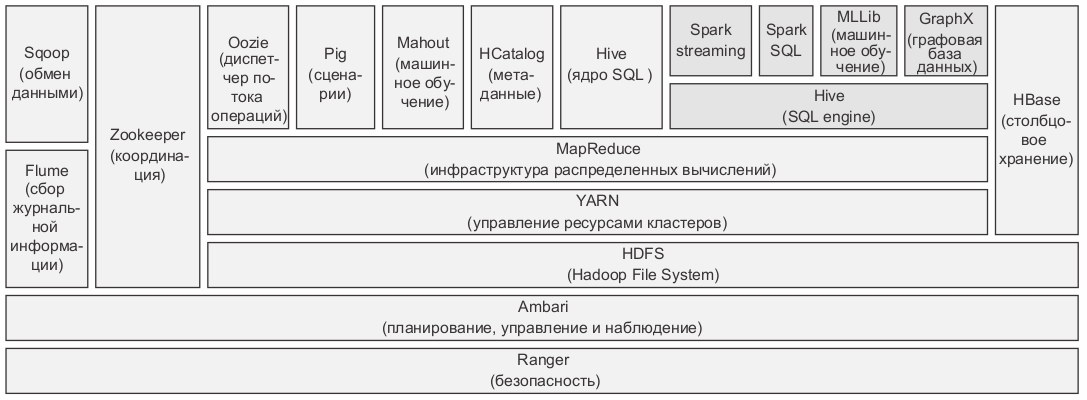 Sqoop
(обмен
данными)
Flume
(сбор
журналь-
ной
информа-
ции)
Zookeeper
(координа-
ция)
Oozie
(диспет-
чер по-
тока
операций)
Pig
(сцена-
рии)
Mahout
(машин-
ное обу-
чение)
HCatalog
(мета-
данные)
Hive
(ядро SQL )
Spark
streaming
Spark
SQL
MLLib
(машин-
ное обу-
чение)
GraphX
(графовая
база
данных)
Hive
(SQL engine)
HBase
(столбцо-
вое
хранение)
MapReduce
(инфраструктура распределенных вычислений)
YARN
(управление ресурсами кластеров)
HDFS
(Hadoop File System)
Ambari
(планирование, управление и наблюдение)
Ranger
(безопасность)